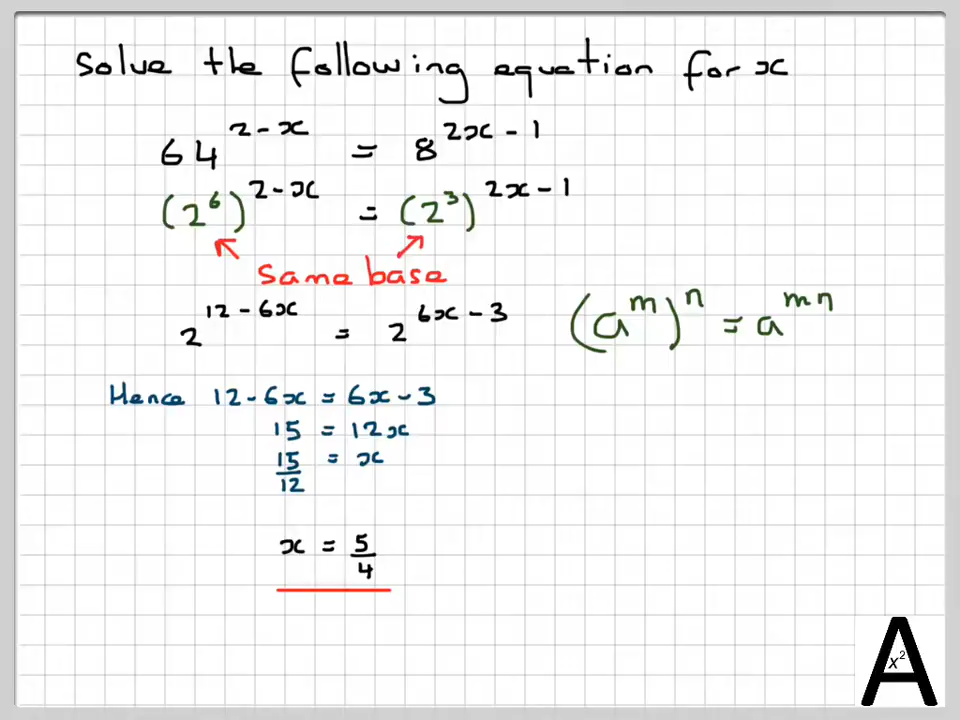 Solve the following equation for x
64^(2-x) = 8^(2x-1)
(2^6)^(2-x) = (2^3)^(2x-1)
Same base
2^(12-6x) = 2^(6x-3)
(a^m)^n = a^(mn)
Hence 12-6x = 6x-3
15 = 12x
15/12 = x
x = 5/4
A x²